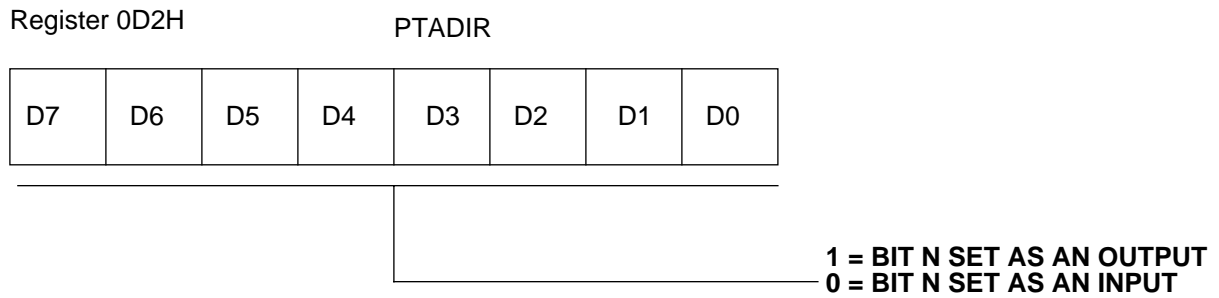 Register 0D2H PTADIR
D7 D6 D5 D4 D3 D2 D1 D0
1 = BIT N SET AS AN OUTPUT
0 = BIT N SET AS AN INPUT